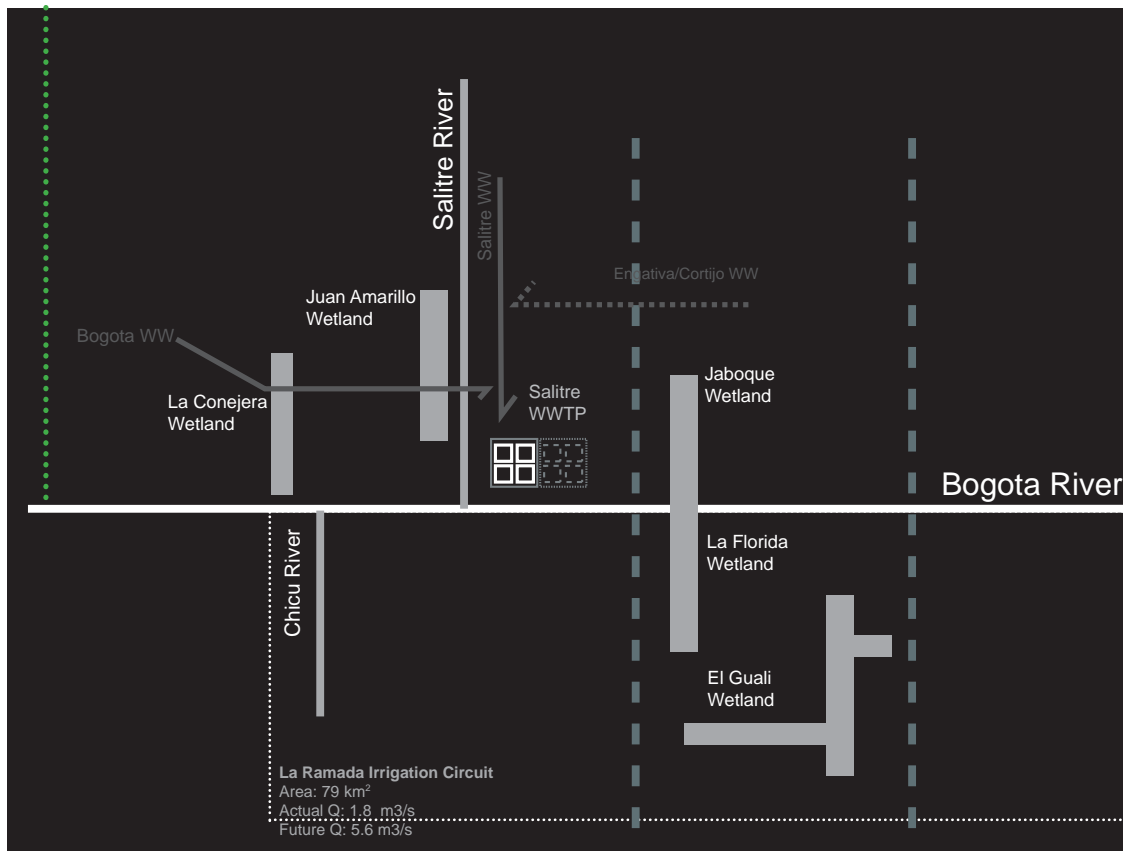 Salitre River
Salitre WW
Engativa/Cortijo WW
Juan Amarillo
Wetland
Bogota WW
La Conejera
Wetland
Salitre
WWTP
Jaboque
Wetland
Bogota River
Chicu River
La Florida
Wetland
El Guali
Wetland
La Ramada Irrigation Circuit
Area: 79 km²
Actual Q: 1.8 m3/s
Future Q: 5.6 m3/s